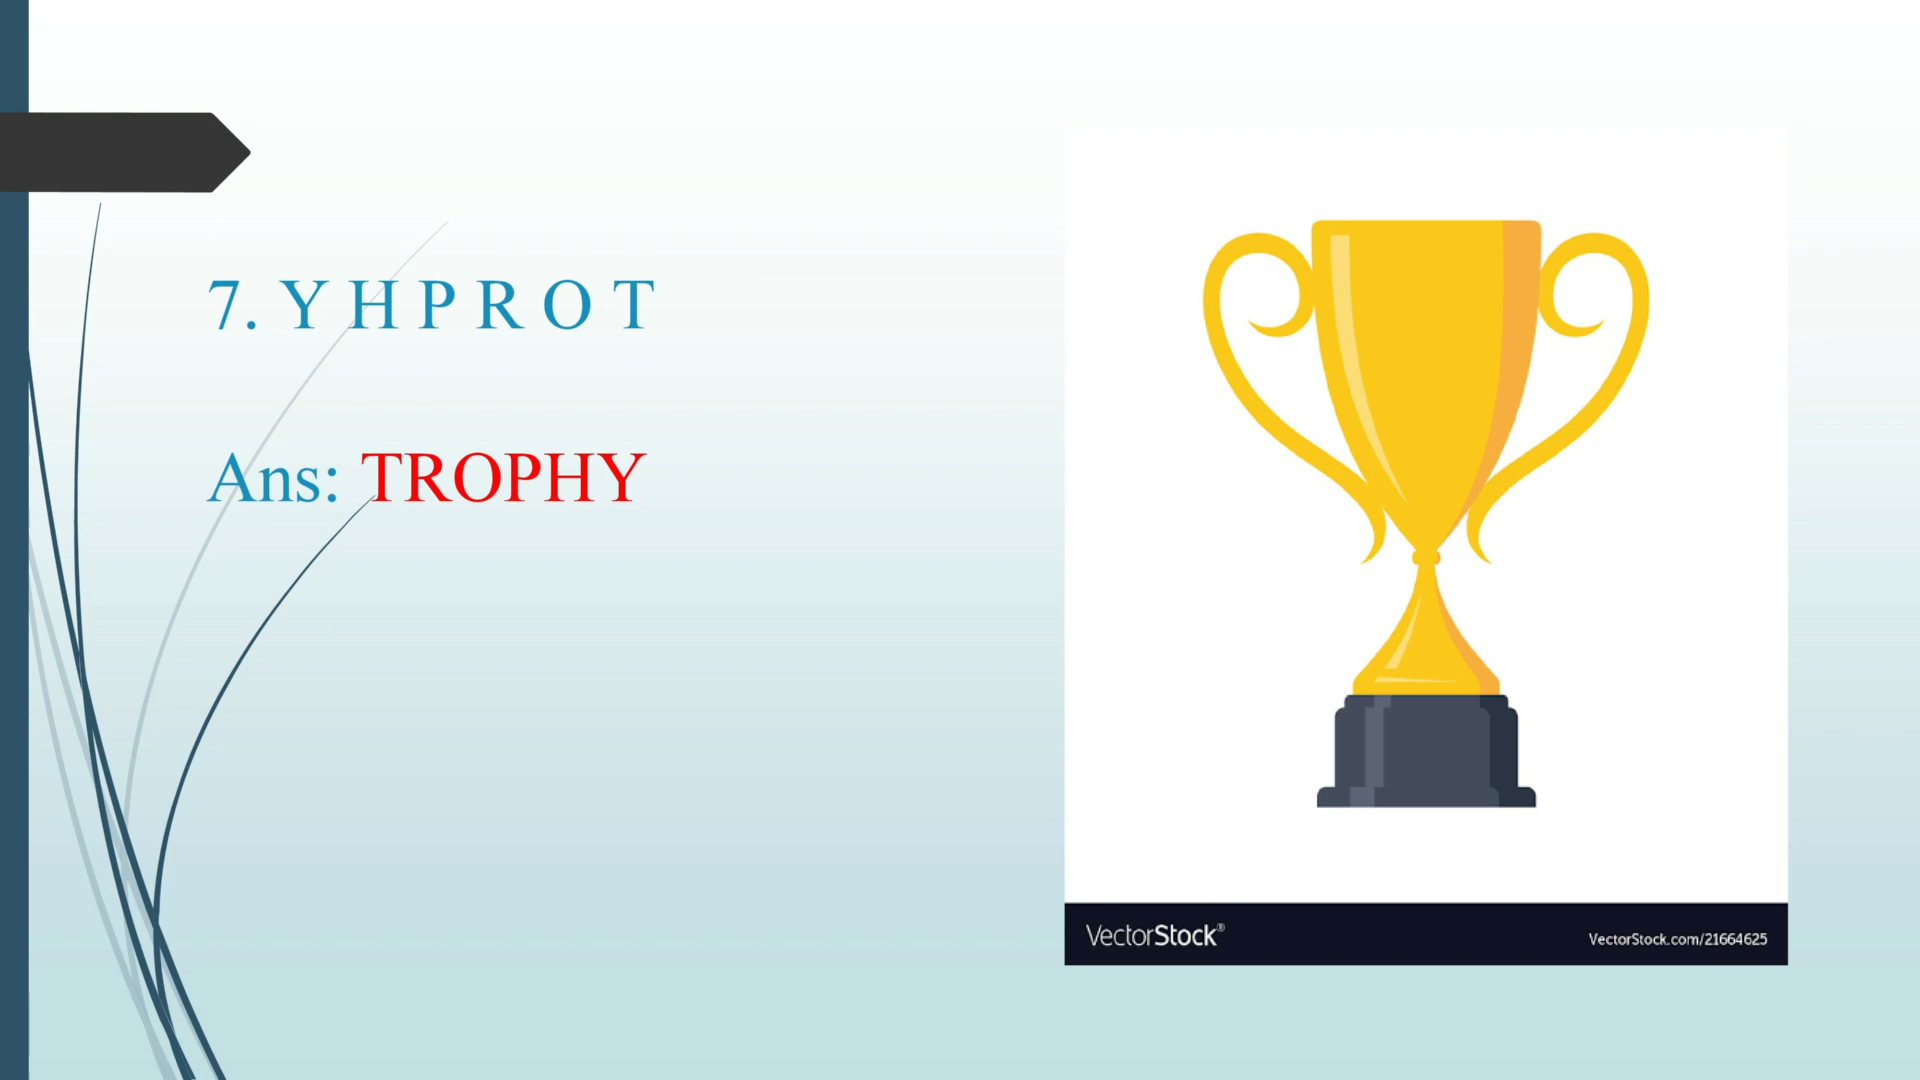 7. Y H P R O T
Ans: TROPHY
VectorStock®
VectorStock.com/21664625